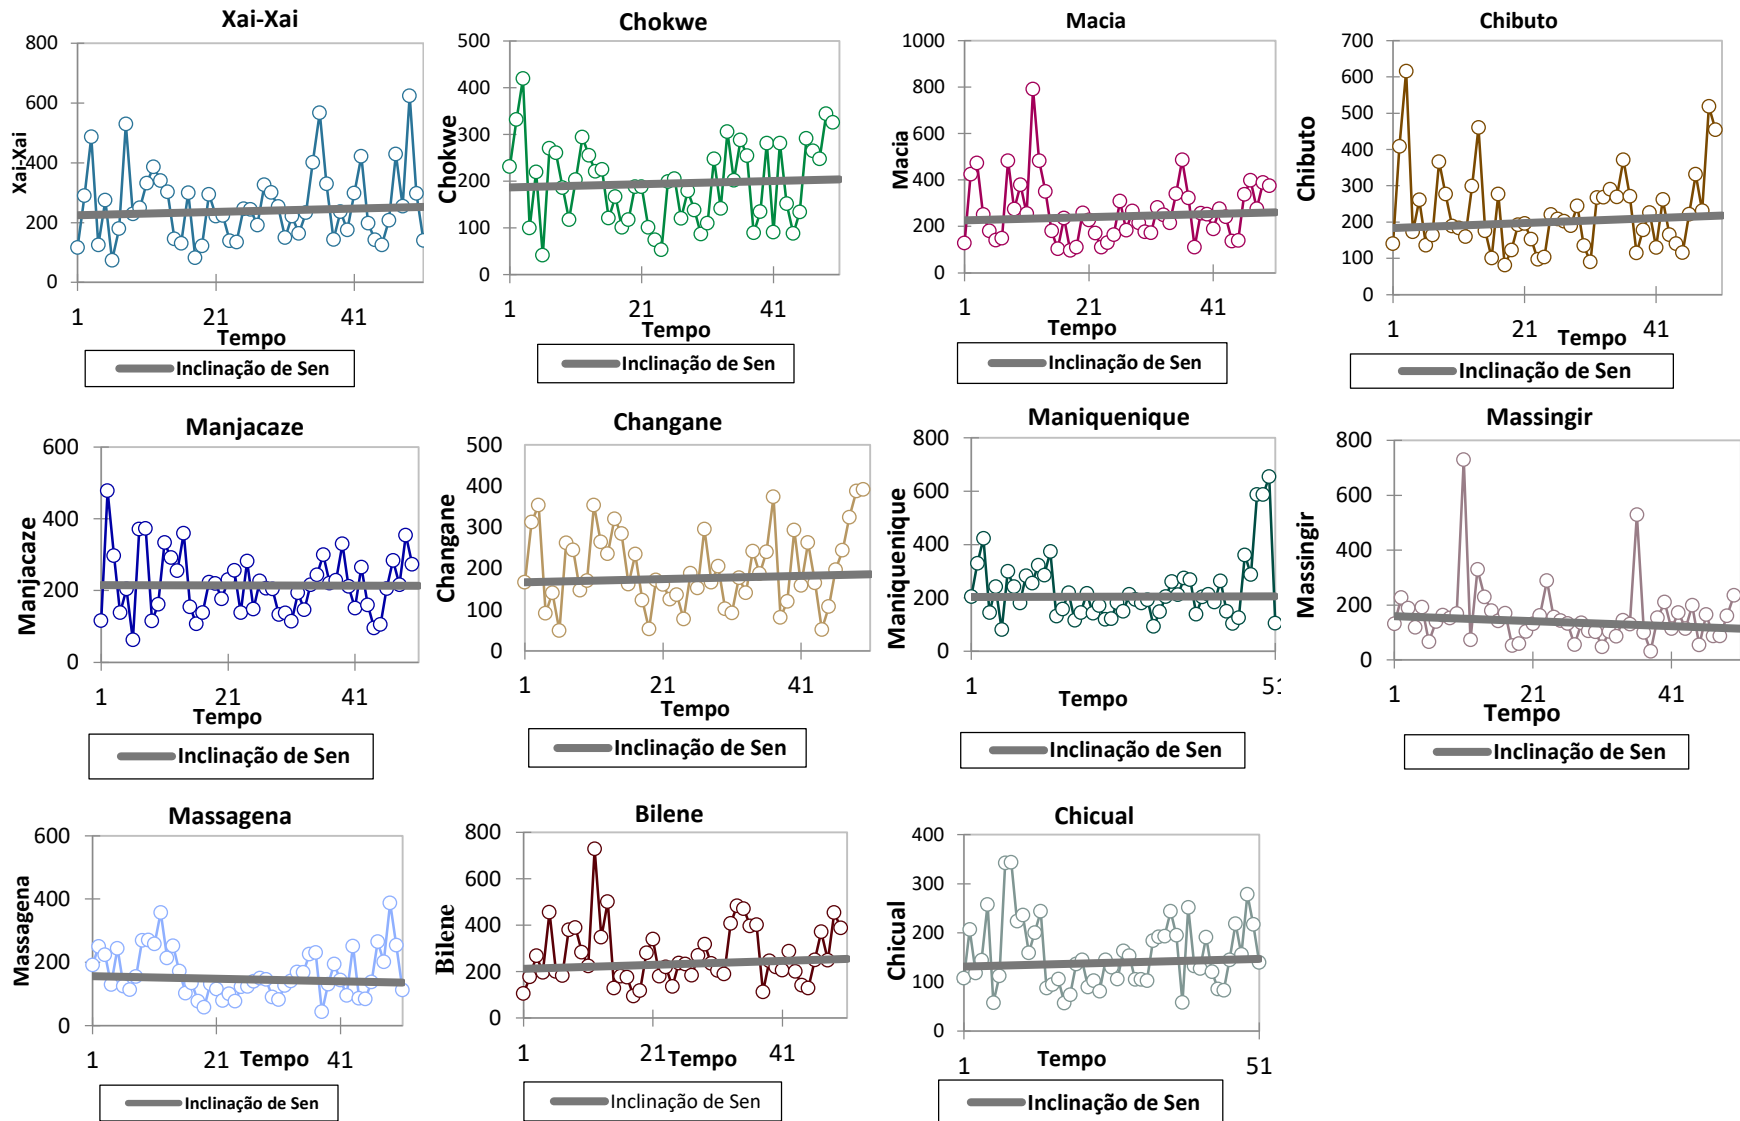 Xai-Xai
800
600
400
200
0
Xai-Xai
1 21 41
Tempo
Inclinação de Sen
Chokwe
500
400
300
200
100
0
Chokwe
1 21 41
Tempo
Inclinação de Sen
Macia
1000
800
600
400
200
0
Macia
1 21 41
Tempo
Inclinação de Sen
Chibuto
700
600
500
400
300
200
100
0
Chibuto
1 21 41
Tempo
Inclinação de Sen
Manjacaze
600
400
200
0
Manjacaze
1 21 41
Tempo
Inclinação de Sen
Changane
500
400
300
200
100
0
Changane
1 21 41
Tempo
Inclinação de Sen
Maniquenique
800
600
400
200
0
Maniquenique
1 51
Tempo
Inclinação de Sen
Massingir
800
600
400
200
0
Massingir
1 21 41
Tempo
Inclinação de Sen
Massagena
600
400
200
0
Massagena
1 21 41
Tempo
Inclinação de Sen
Bilene
800
600
400
200
0
Bilene
1 21 41
Tempo
Inclinação de Sen
Chicual
400
300
200
100
0
Chicual
1 51
Tempo
Inclinação de Sen